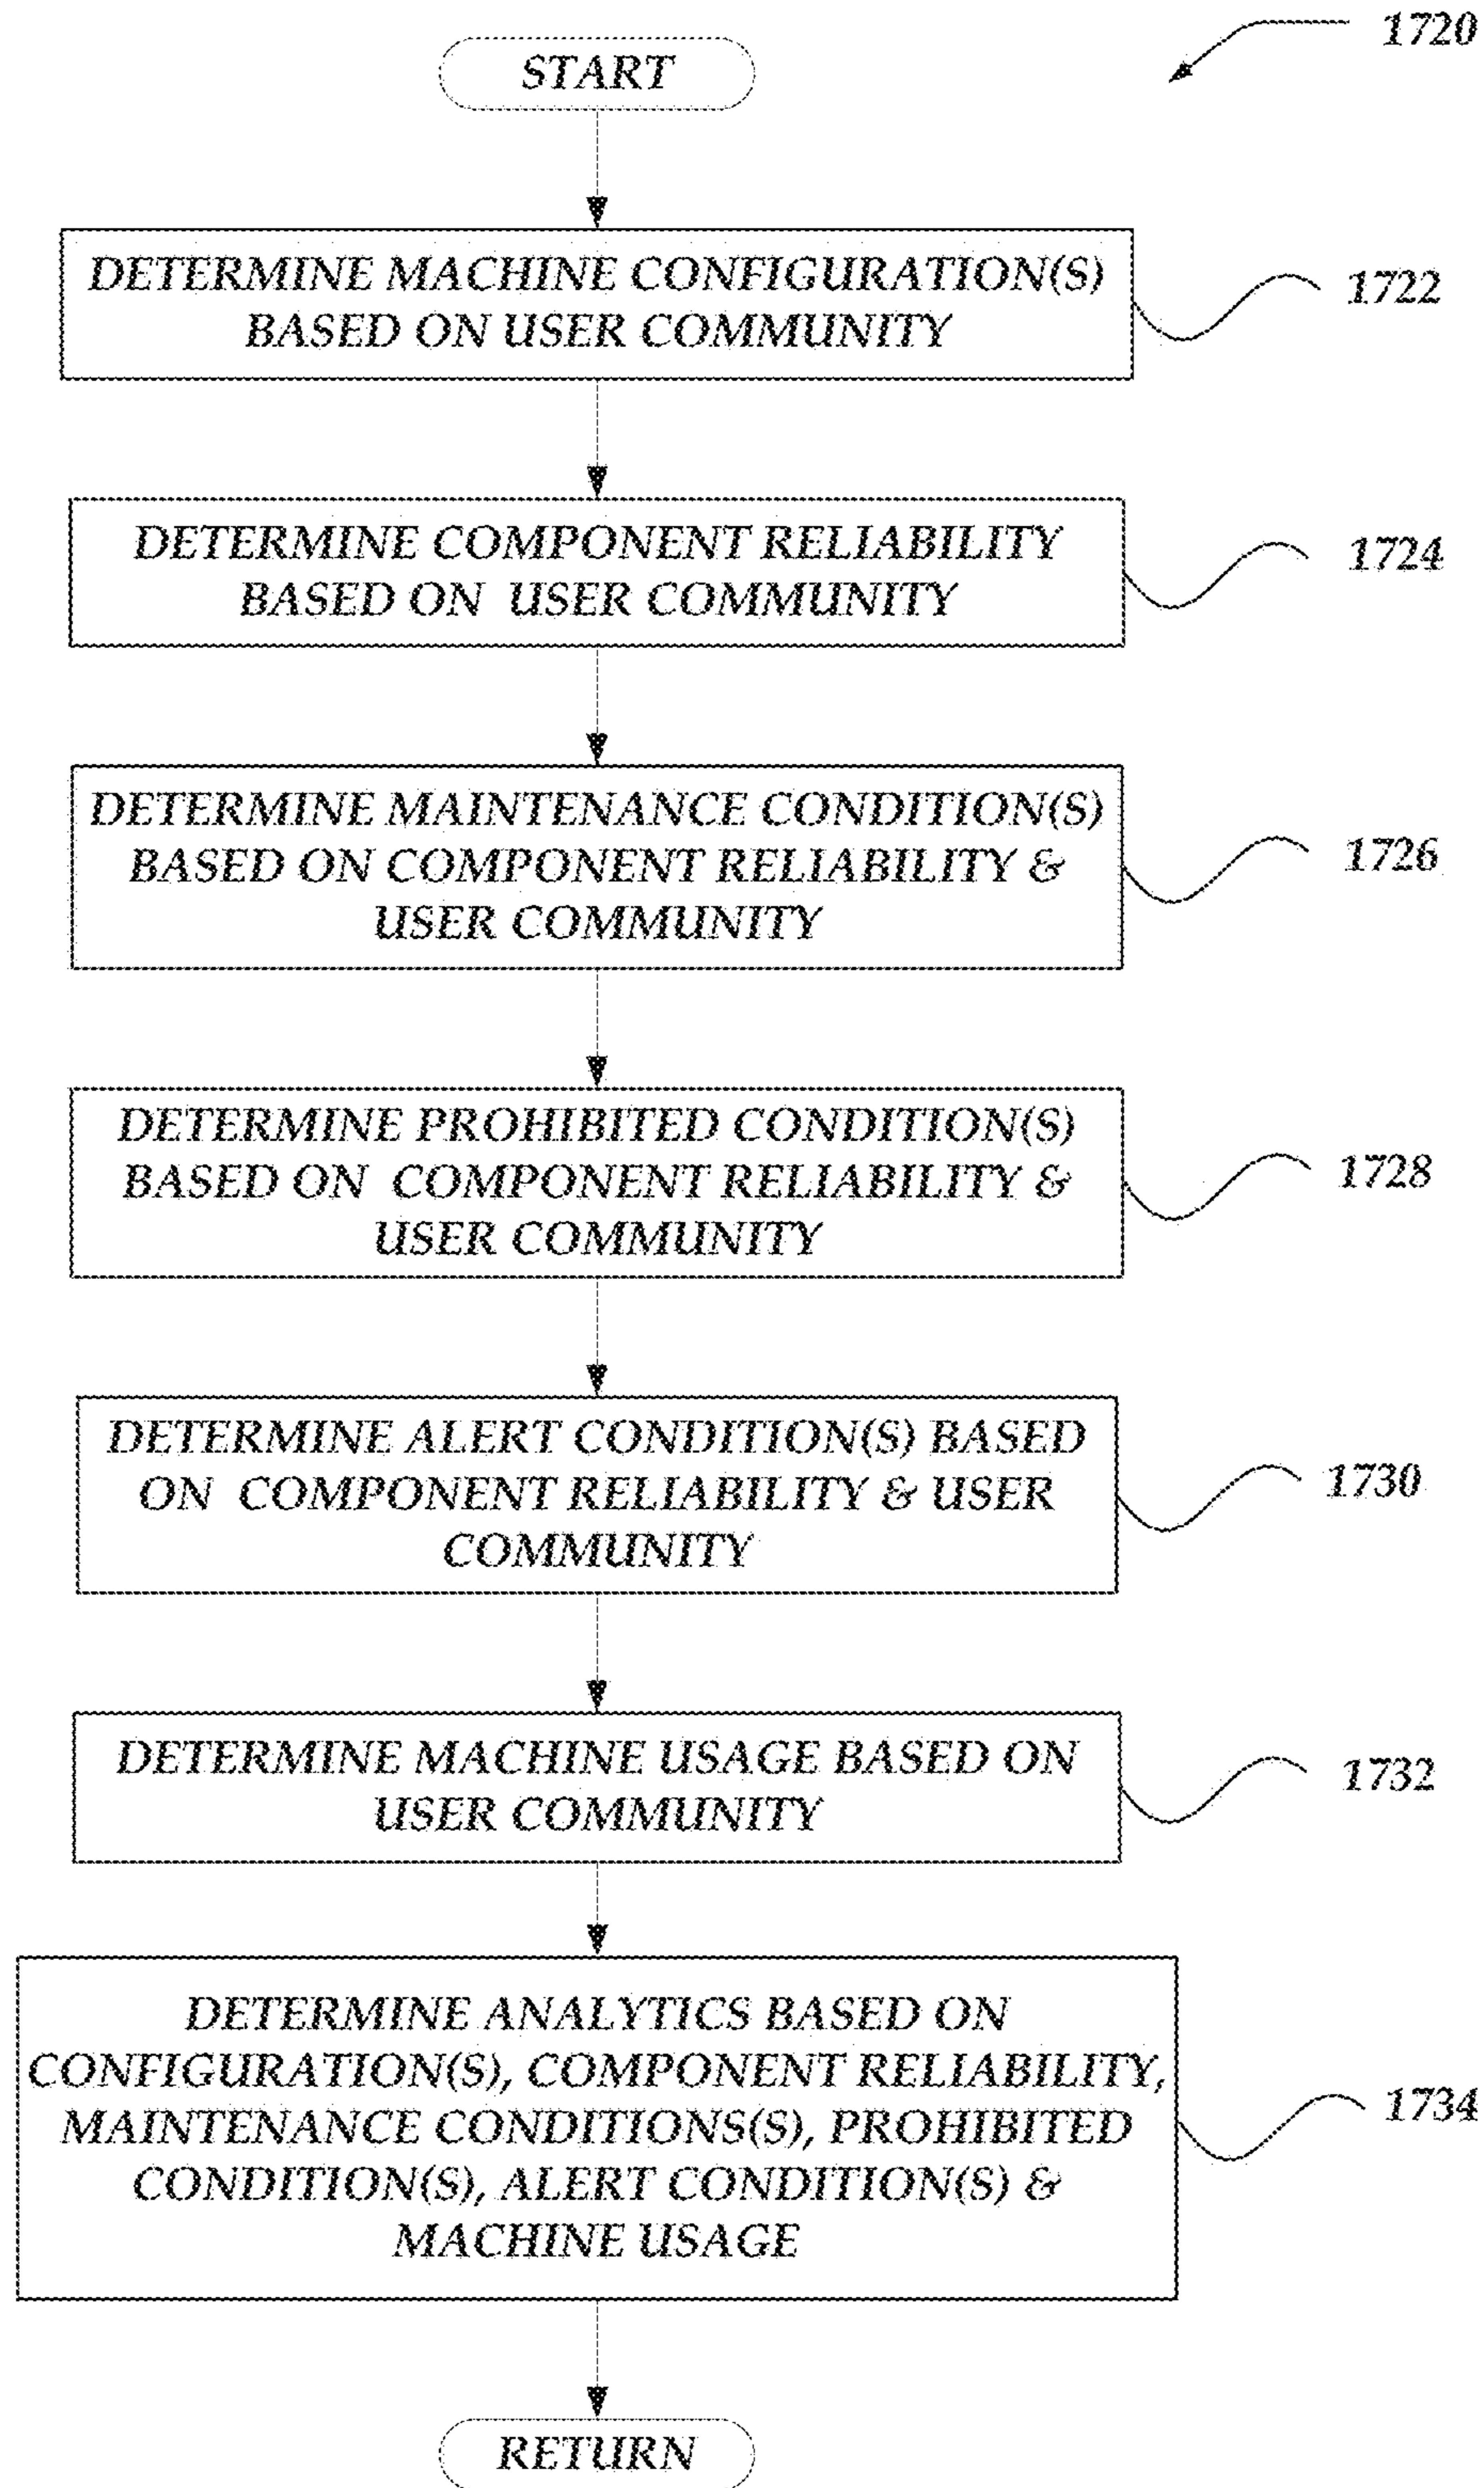 1720
START
DETERMINE MACHINE CONFIGURATION(S)
BASED ON USER COMMUNITY
1722
DETERMINE COMPONENT RELIABILITY
BASED ON USER COMMUNITY
1724
DETERMINE MAINTENANCE CONDITION(S)
BASED ON COMPONENT RELIABILITY &
USER COMMUNITY
1726
DETERMINE PROHIBITED CONDITION(S)
BASED ON COMPONENT RELIABILITY &
USER COMMUNITY
1728
DETERMINE ALERT CONDITION(S) BASED
ON COMPONENT RELIABILITY & USER
COMMUNITY
1730
DETERMINE MACHINE USAGE BASED ON
USER COMMUNITY
1732
DETERMINE ANALYTICS BASED ON
CONFIGURATION(S), COMPONENT RELIABILITY,
MAINTENANCE CONDITIONS(S), PROHIBITED
CONDITION(S), ALERT CONDITION(S) &
MACHINE USAGE
1734
RETURN